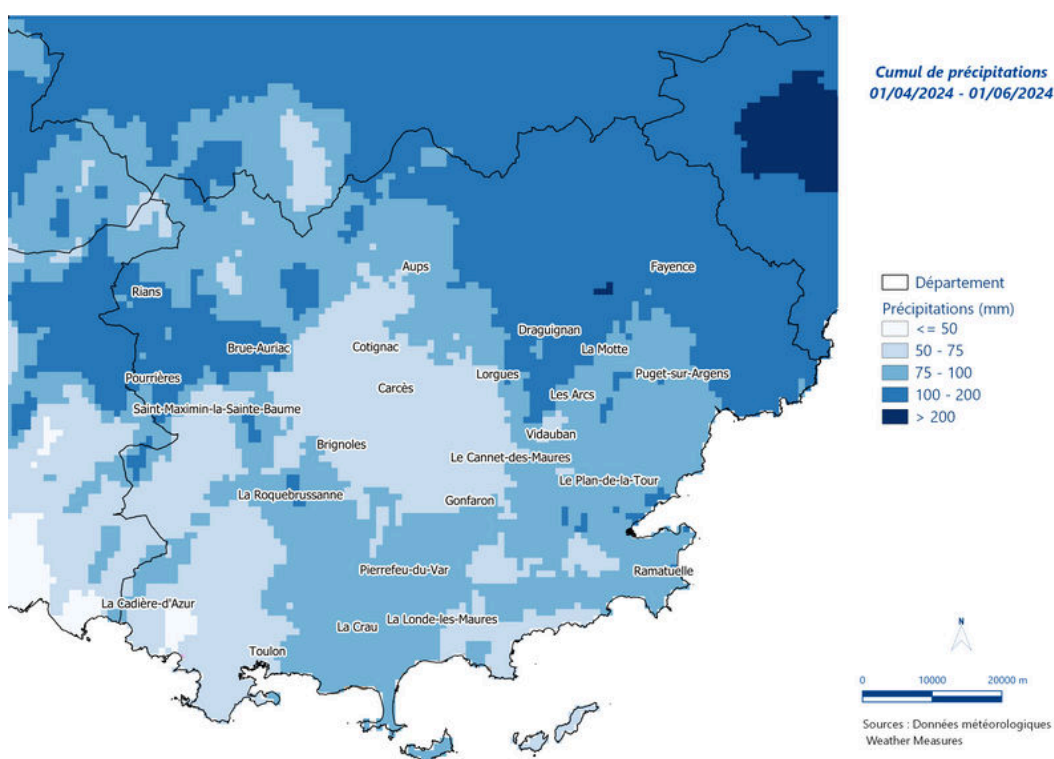 Cumul de précipitations
01/04/2024 - 01/06/2024
Aups
Fayence
Rians
Département
Précipitations (mm)
<= 50
50 - 75
75 - 100
100 - 200
> 200
Draguignan
Brue-Auriac
Cotignac
La Motte
Pourrières
Carcès
Lorgues
Puget-sur-Argens
Les Arcs
Saint-Maximin-la-Sainte-Baume
Vidauban
Brignoles
Le Cannet-des-Maures
Le Plan-de-la-Tour
La Roquebrussanne
Gonfaron
Pierrefeu-du-Var
Ramatuelle
La Cadière-d'Azur
La Crau
La Londe-les-Maures
Toulon
N
0 10000 20000 m
Sources : Données météorologiques
Weather Measures